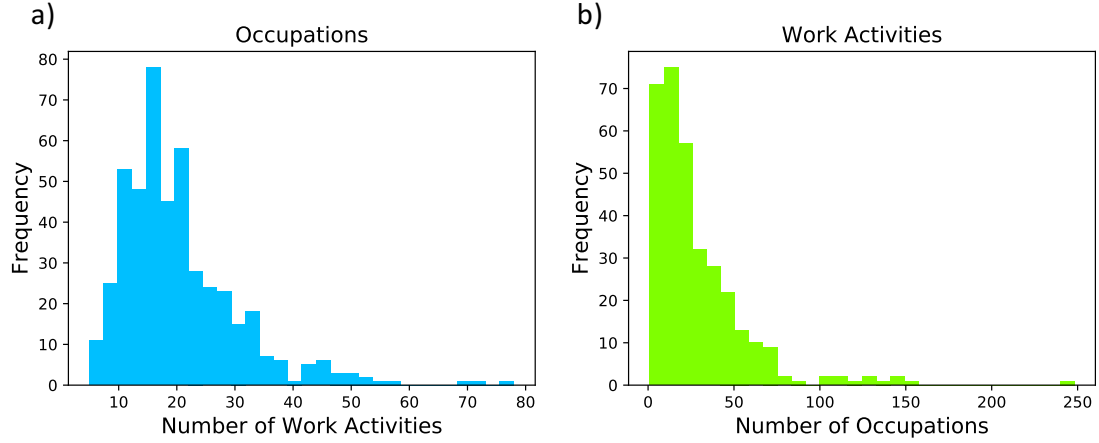 a)
Occupations
80
70
60
50
40
30
20
10
0
Frequency
10 20 30 40 50 60 70 80
Number of Work Activities
b)
Work Activities
70
60
50
40
30
20
10
0
Frequency
0 50 100 150 200 250
Number of Occupations